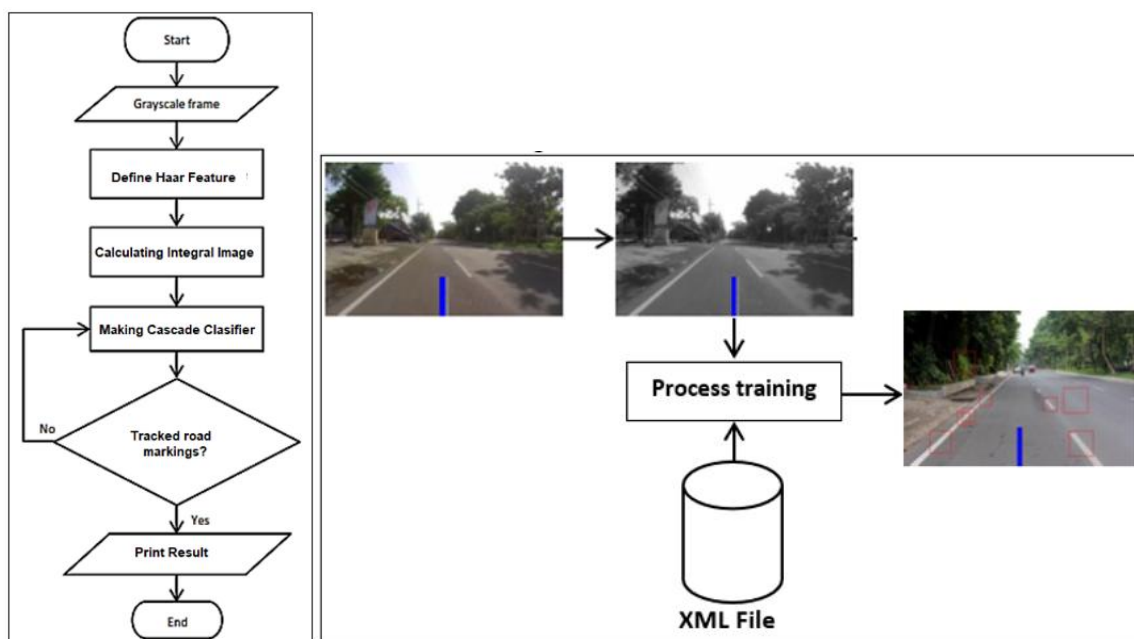 Start
Grayscale frame
Define Haar Feature
Calculating Integral Image
Making Cascade Clasifier
No
Tracked road
markings?
Yes
Print Result
End
Process training
XML File